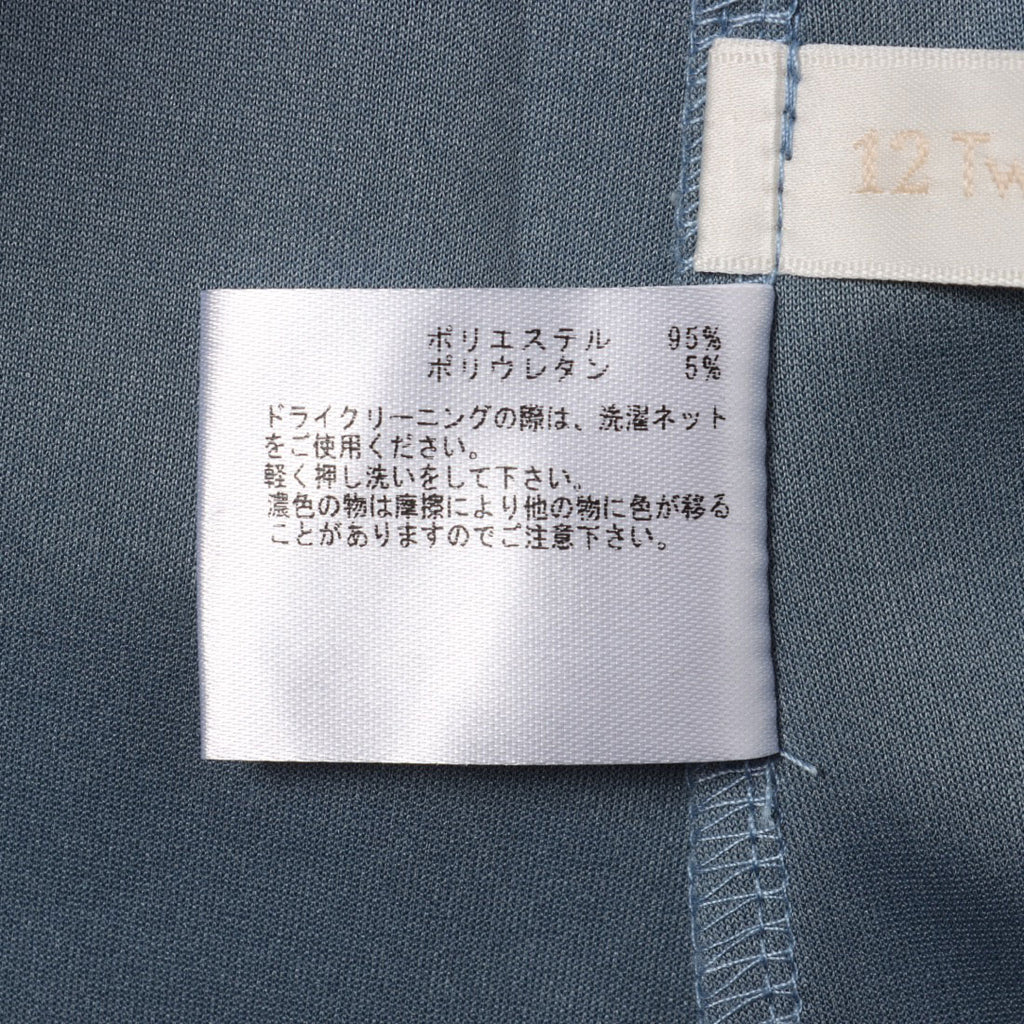 12 Tw
ポリエステル 95%
ポリウレタン 5%
ドライクリーニングの際は、洗濯ネット
をご使用ください。
軽く押し洗いをして下さい。
濃色の物は摩擦により他の物に色が移る
ことがありますのでご注意下さい。